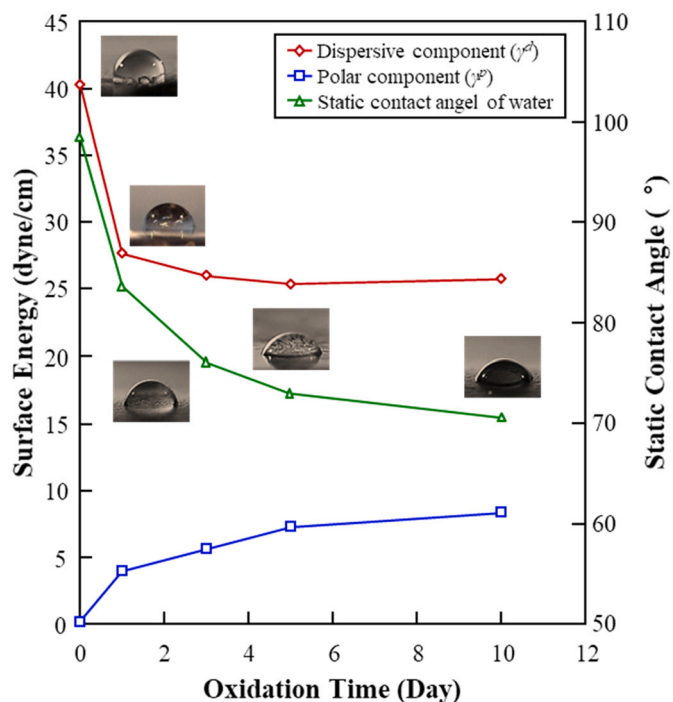 Dispersive component (γᵈ)
Polar component (γᵖ)
Static contact angel of water
Surface Energy (dyne/cm)
45
40
35
30
25
20
15
10
5
0
Static Contact Angle (°)
110
100
90
80
70
60
50
0 2 4 6 8 10 12
Oxidation Time (Day)